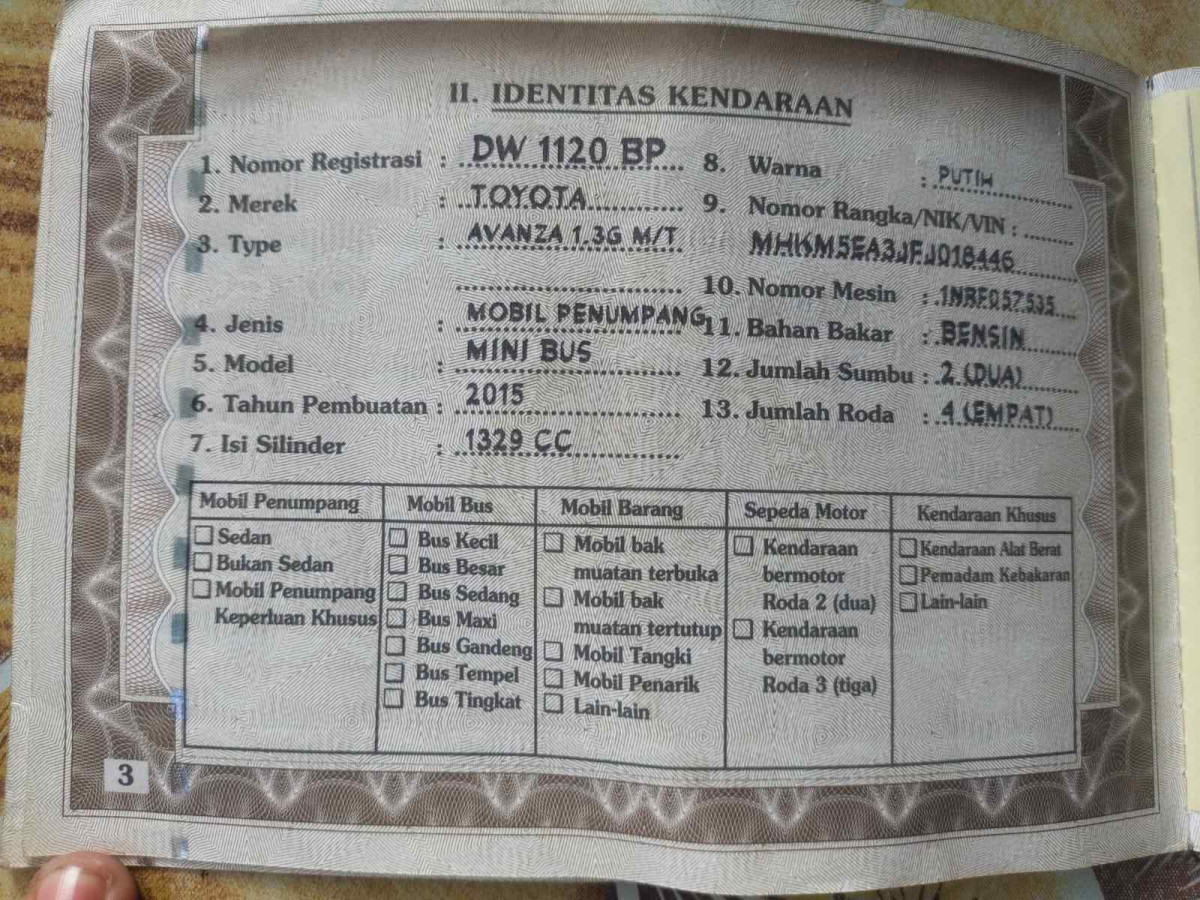 II. IDENTITAS KENDARAAN
1. Nomor Registrasi : DW 1120 BP
2. Merek : TOYOTA
3. Type : AVANZA 1.3G M/T
4. Jenis : MOBIL PENUMPANG
5. Model : MINI BUS
6. Tahun Pembuatan : 2015
7. Isi Silinder : 1329 CC
8. Warna : PUTIH
9. Nomor Rangka/NIK/VIN :
MHKM5EA3JFJ018446
10. Nomor Mesin :
11. Bahan Bakar : BENSIN
12. Jumlah Sumbu : 2 (DUA)
13. Jumlah Roda : 4 (EMPAT)
Mobil Penumpang
Sedan
Bukan Sedan
Mobil Penumpang
Keperluan Khusus
Mobil Bus
Bus Kecil
Bus Besar
Bus Sedang
Bus Maxi
Bus Gandeng
Bus Tempel
Bus Tingkat
Mobil Barang
Mobil bak
muatan terbuka
Mobil bak
muatan tertutup
Mobil Tangki
Mobil Penarik
Lain-lain
Sepeda Motor
Kendaraan
bermotor
Roda 2 (dua)
Kendaraan
bermotor
Roda 3 (tiga)
Kendaraan Khusus
Kendaraan Alat Berat
Pemadam Kebakaran
Lain-lain
3